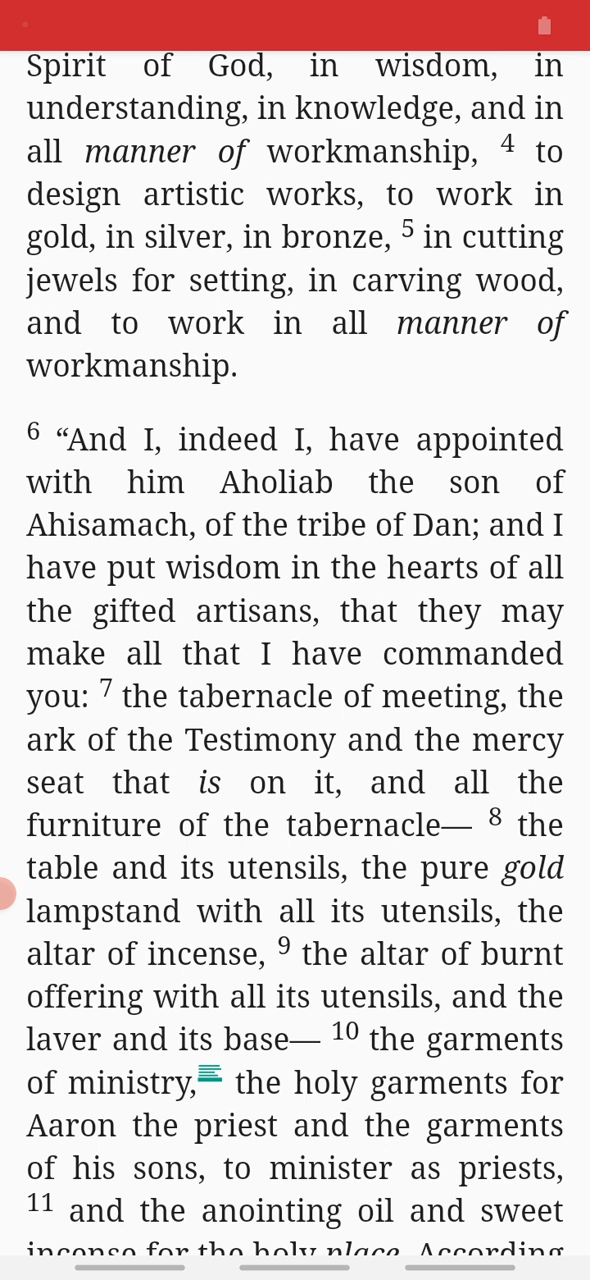 Spirit of God, in wisdom, in
understanding, in knowledge, and in
all manner of workmanship, 4 to
design artistic works, to work in
gold, in silver, in bronze, 5 in cutting
jewels for setting, in carving wood,
and to work in all manner of
workmanship.
6 “And I, indeed I, have appointed
with him Aholiab the son of
Ahisamach, of the tribe of Dan; and I
have put wisdom in the hearts of all
the gifted artisans, that they may
make all that I have commanded
you: 7 the tabernacle of meeting, the
ark of the Testimony and the mercy
seat that is on it, and all the
furniture of the tabernacle— 8 the
table and its utensils, the pure gold
lampstand with all its utensils, the
altar of incense, 9 the altar of burnt
offering with all its utensils, and the
laver and its base— 10 the garments
of ministry, the holy garments for
Aaron the priest and the garments
of his sons, to minister as priests,
11 and the anointing oil and sweet
incense for the holy place. According